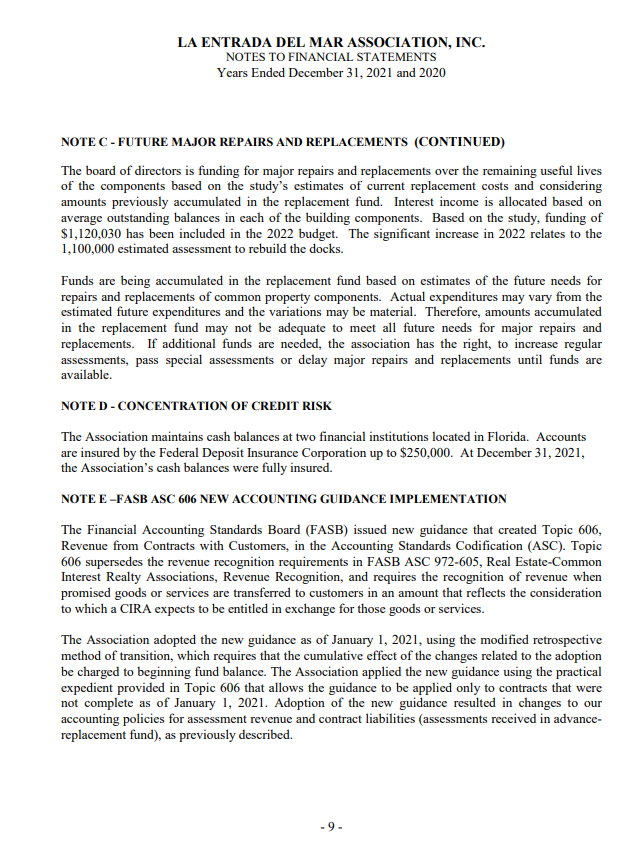 LA ENTRADA DEL MAR ASSOCIATION, INC.
NOTES TO FINANCIAL STATEMENTS
Years Ended December 31, 2021 and 2020
NOTE C - FUTURE MAJOR REPAIRS AND REPLACEMENTS (CONTINUED)
The board of directors is funding for major repairs and replacements over the remaining useful lives
of the components based on the study's estimates of current replacement costs and considering
amounts previously accumulated in the replacement fund. Interest income is allocated based on
average outstanding balances in each of the building components. Based on the study, funding of
$1,120,030 has been included in the 2022 budget. The significant increase in 2022 relates to the
1,100,000 estimated assessment to rebuild the docks.
Funds are being accumulated in the replacement fund based on estimates of the future needs for
repairs and replacements of common property components. Actual expenditures may vary from the
estimated future expenditures and the variations may be material. Therefore, amounts accumulated
in the replacement fund may not be adequate to meet all future needs for major repairs and
replacements. If additional funds are needed, the association has the right, to increase regular
assessments, pass special assessments or delay major repairs and replacements until funds are
available.
NOTE D - CONCENTRATION OF CREDIT RISK
The Association maintains cash balances at two financial institutions located in Florida. Accounts
are insured by the Federal Deposit Insurance Corporation up to $250,000. At December 31, 2021,
the Association's cash balances were fully insured.
NOTE E –FASB ASC 606 NEW ACCOUNTING GUIDANCE IMPLEMENTATION
The Financial Accounting Standards Board (FASB) issued new guidance that created Topic 606,
Revenue from Contracts with Customers, in the Accounting Standards Codification (ASC). Topic
606 supersedes the revenue recognition requirements in FASB ASC 972-605, Real Estate-Common
Interest Realty Associations, Revenue Recognition, and requires the recognition of revenue when
promised goods or services are transferred to customers in an amount that reflects the consideration
to which a CIRA expects to be entitled in exchange for those goods or services.
The Association adopted the new guidance as of January 1, 2021, using the modified retrospective
method of transition, which requires that the cumulative effect of the changes related to the adoption
be charged to beginning fund balance. The Association applied the new guidance using the practical
expedient provided in Topic 606 that allows the guidance to be applied only to contracts that were
not complete as of January 1, 2021. Adoption of the new guidance resulted in changes to our
accounting policies for assessment revenue and contract liabilities (assessments received in advance-
replacement fund), as previously described.
- 9 -